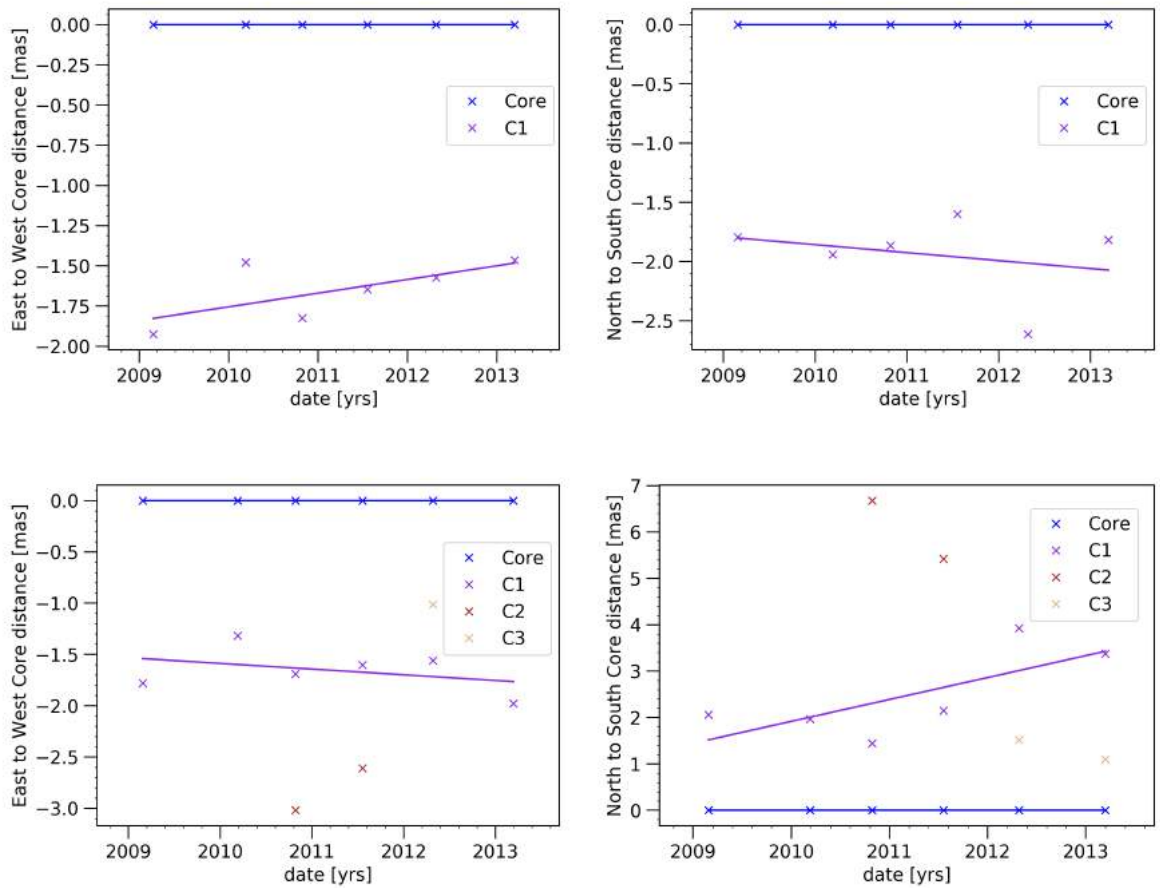 0.00
−0.25
−0.50
−0.75
−1.00
−1.25
−1.50
−1.75
−2.00
East to West Core distance [mas]
Core
C1
2009 2010 2011 2012 2013
date [yrs]
0.0
−0.5
−1.0
−1.5
−2.0
−2.5
North to South Core distance [mas]
Core
C1
2009 2010 2011 2012 2013
date [yrs]
0.0
−0.5
−1.0
−1.5
−2.0
−2.5
−3.0
East to West Core distance [mas]
Core
C1
C2
C3
2009 2010 2011 2012 2013
date [yrs]
7
6
5
4
3
2
1
0
North to South Core distance [mas]
Core
C1
C2
C3
2009 2010 2011 2012 2013
date [yrs]